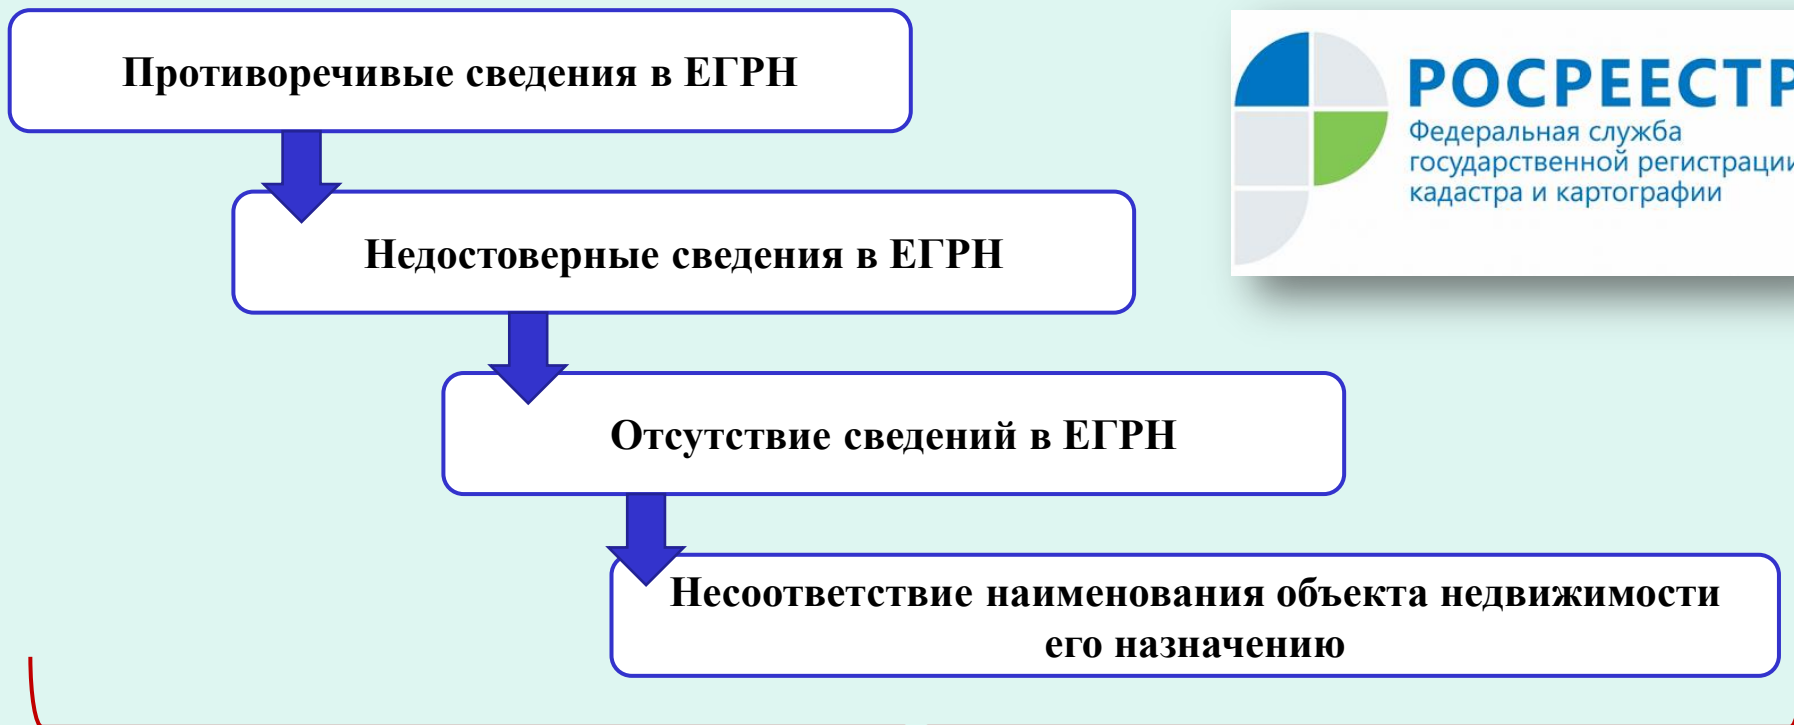 Противоречивые сведения в ЕГРН
РОСРЕЕСТР
Федеральная служба
государственной регистрации
кадастра и картографии
Недостоверные сведения в ЕГРН
Отсутствие сведений в ЕГРН
Несоответствие наименования объекта недвижимости
его назначению